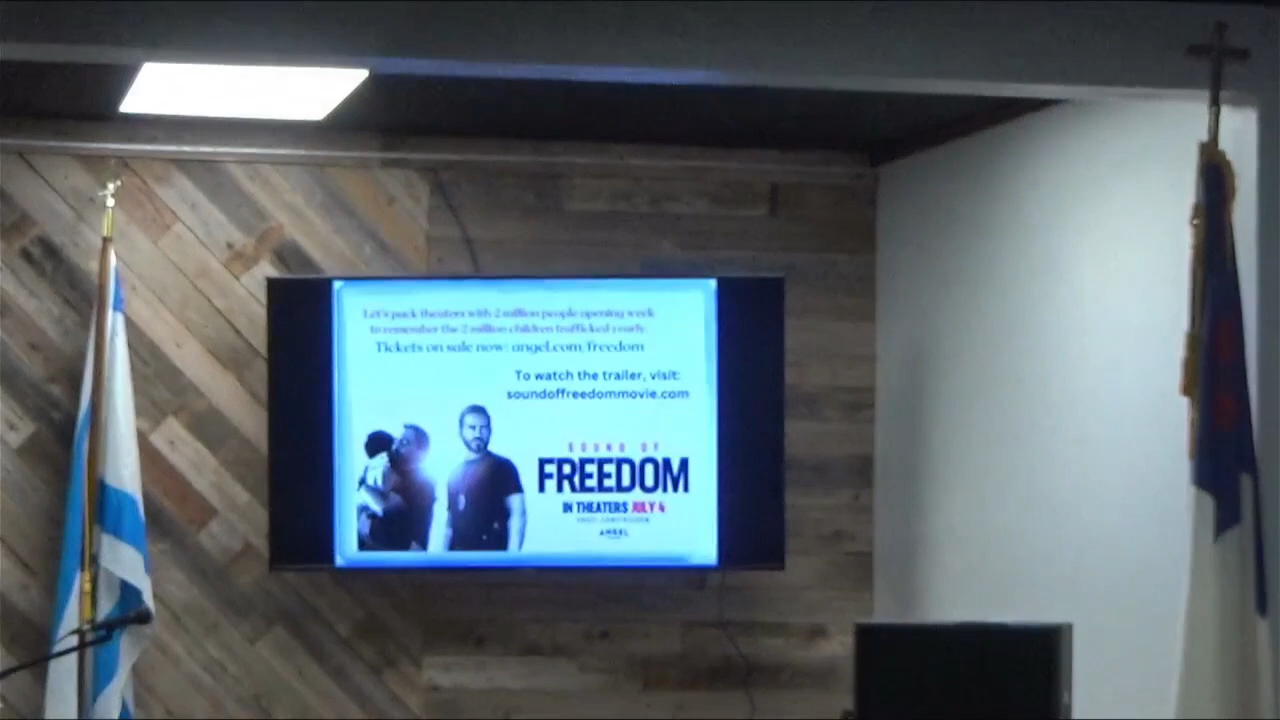 Let's pack theaters with 2 million people opening week
to remember the 2 million children trafficked yearly.
Tickets on sale now: angel.com/freedom
To watch the trailer, visit:
soundoffreedommovie.com
SOUND OF
FREEDOM
IN THEATERS JULY 4
ANGEL